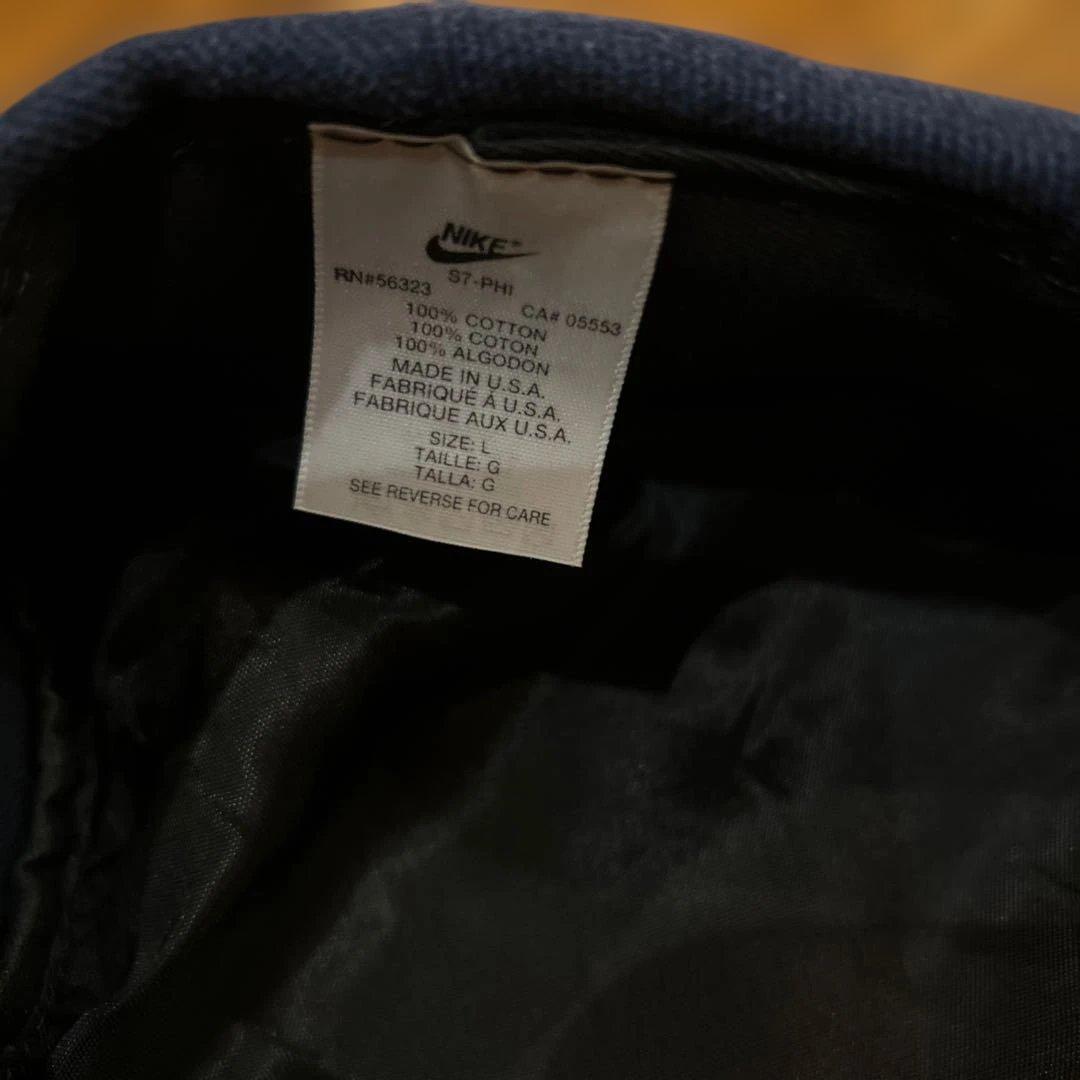 NIKE
S7-PHI
RN#56323 CA# 05553
100% COTTON
100% COTON
100% ALGODON
MADE IN U.S.A.
FABRIQUÉ À U.S.A.
FABRIQUE AUX U.S.A.
SIZE: L
TAILLE: G
TALLA: G
SEE REVERSE FOR CARE